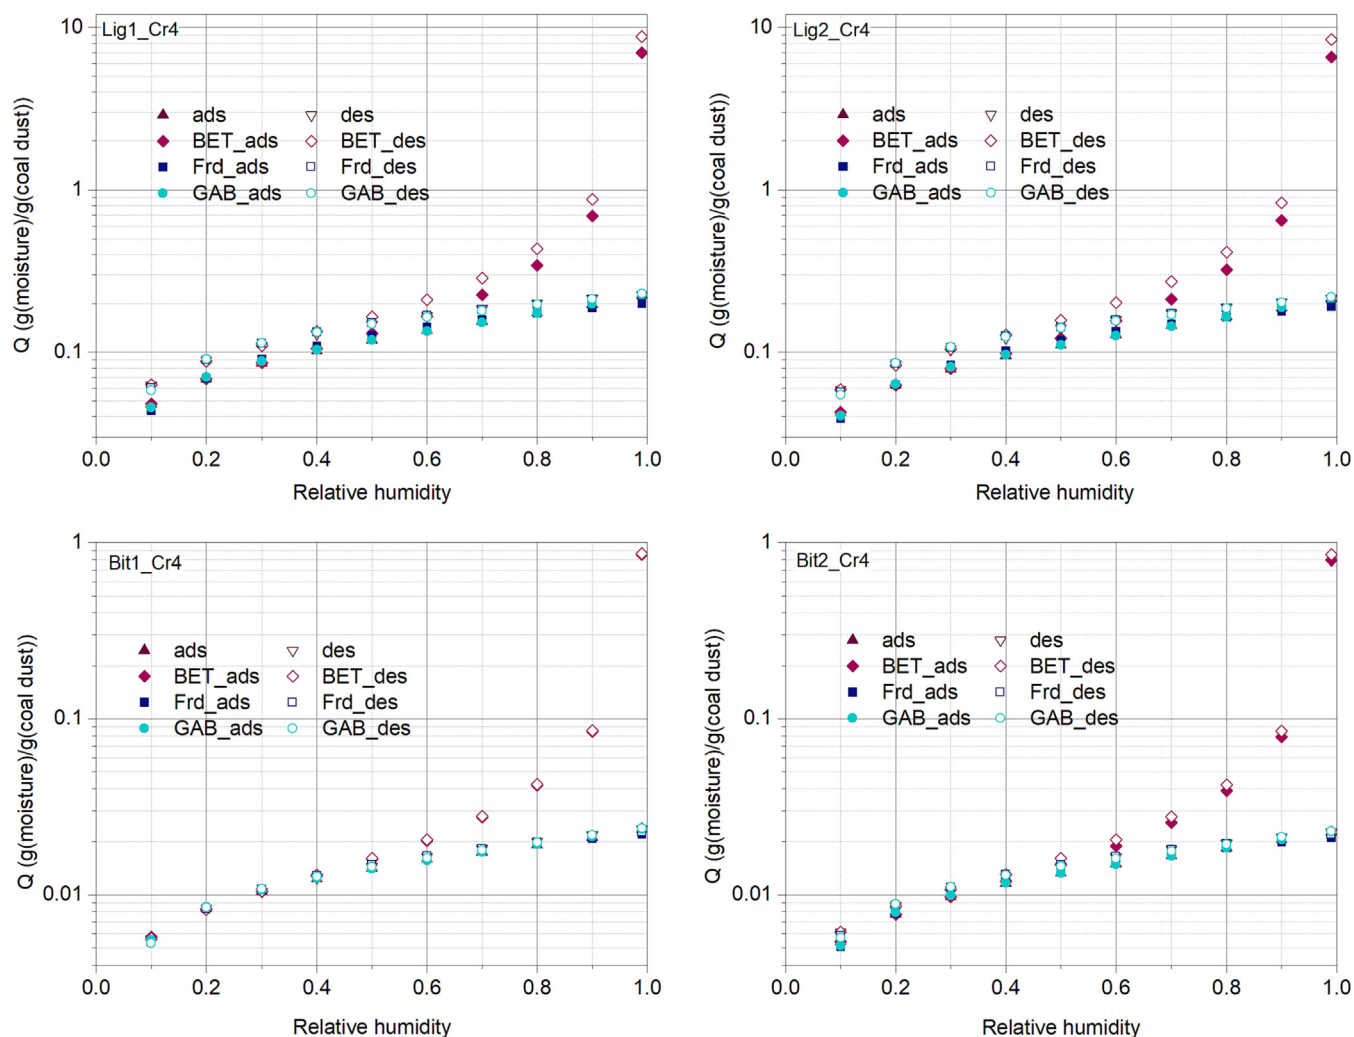 Lig1_Cr4
10
1
0.1
Q (g(moisture)/g(coal dust))
ads des
BET_ads BET_des
Frd_ads Frd_des
GAB_ads GAB_des
0.0 0.2 0.4 0.6 0.8 1.0
Relative humidity
Lig2_Cr4
10
1
0.1
Q (g(moisture)/g(coal dust))
ads des
BET_ads BET_des
Frd_ads Frd_des
GAB_ads GAB_des
0.0 0.2 0.4 0.6 0.8 1.0
Relative humidity
Bit1_Cr4
1
0.1
0.01
Q (g(moisture)/g(coal dust))
ads des
BET_ads BET_des
Frd_ads Frd_des
GAB_ads GAB_des
0.0 0.2 0.4 0.6 0.8 1.0
Relative humidity
Bit2_Cr4
1
0.1
0.01
Q (g(moisture)/g(coal dust))
ads des
BET_ads BET_des
Frd_ads Frd_des
GAB_ads GAB_des
0.0 0.2 0.4 0.6 0.8 1.0
Relative humidity